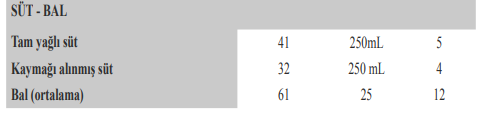 SÜT - BAL
Tam yağlı süt 41 250mL 5
Kaymağı alınmış süt 32 250 mL 4
Bal (ortalama) 61 25 12